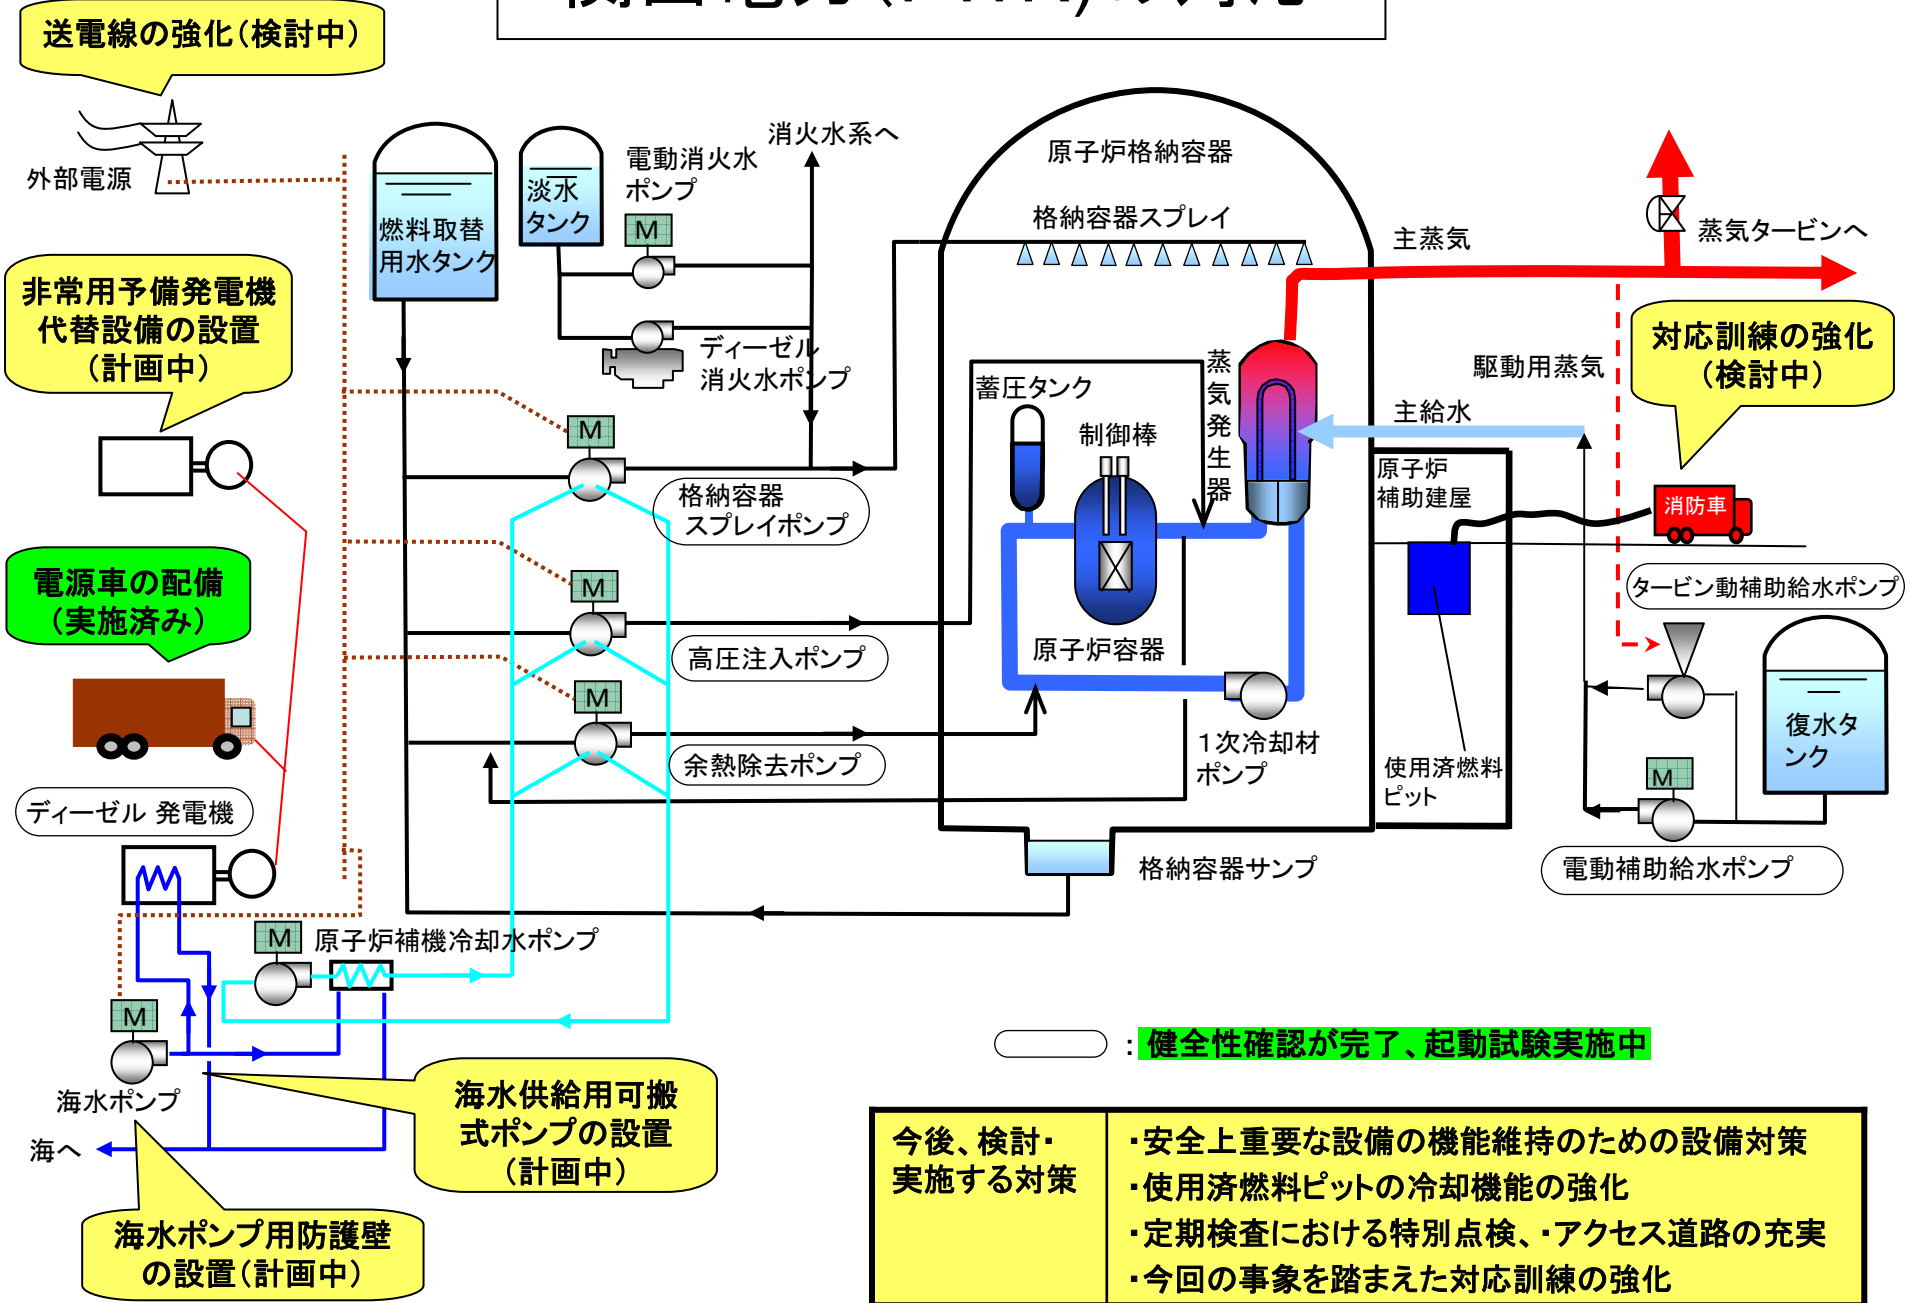 送電線の強化(検討中)
外部電源
非常用予備発電機
代替設備の設置
(計画中)
電源車の配備
(実施済み)
ディーゼル 発電機
燃料取替
用水タンク
淡水
タンク
電動消火水
ポンプ
M
消火水系へ
ディーゼル
消火水ポンプ
M
格納容器
スプレイポンプ
M
高圧注入ポンプ
M
余熱除去ポンプ
原子炉格納容器
格納容器スプレイ
蓄圧タンク
制御棒
蒸気発生器
原子炉容器
1次冷却材
ポンプ
格納容器サンプ
主蒸気
蒸気タービンへ
駆動用蒸気
主給水
対応訓練の強化
(検討中)
原子炉
補助建屋
消防車
タービン動補助給水ポンプ
使用済燃料
ピット
復水タ
ンク
M
電動補助給水ポンプ
M
原子炉補機冷却水ポンプ
M
海水ポンプ
海へ
海水供給用可搬
式ポンプの設置
(計画中)
海水ポンプ用防護壁
の設置(計画中)
:健全性確認が完了、起動試験実施中
今後、検討・
実施する対策
・安全上重要な設備の機能維持のための設備対策
・使用済燃料ピットの冷却機能の強化
・定期検査における特別点検、・アクセス道路の充実
・今回の事象を踏まえた対応訓練の強化